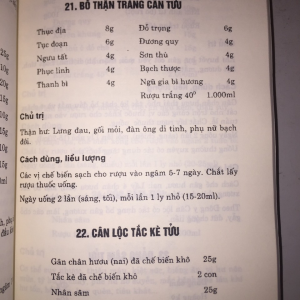 21. BỔ THẬN TRÁNG CÂN TỬU
Thục địa 8g Đỗ trọng 6g
Tục đoạn 6g Đương quy 4g
Ngưu tất 4g Sơn thù 4g
Phục linh 4g Bạch thược 4g
Thanh bì 4g Ngũ gia bì hương 4g
Rượu trắng 40° 1.000ml
Chủ trị
Thận hư: Lưng đau, gối mỏi, đàn ông di tinh, phụ nữ bạch
đới.
Cách dùng, liều lượng
Các vị chế biến sạch cho rượu vào ngâm 5-7 ngày. Chắt lấy
rượu thuốc uống.
Ngày uống 2 lần (sáng, tối), mỗi lần 1 ly nhỏ (15-20ml).
22. CÂN LỘC TẮC KÈ TỬU
Gân chân hươu (nai) đã chế biến khô 25g
Tắc kè đã chế biến khô 2 con
Nhân sâm 25g